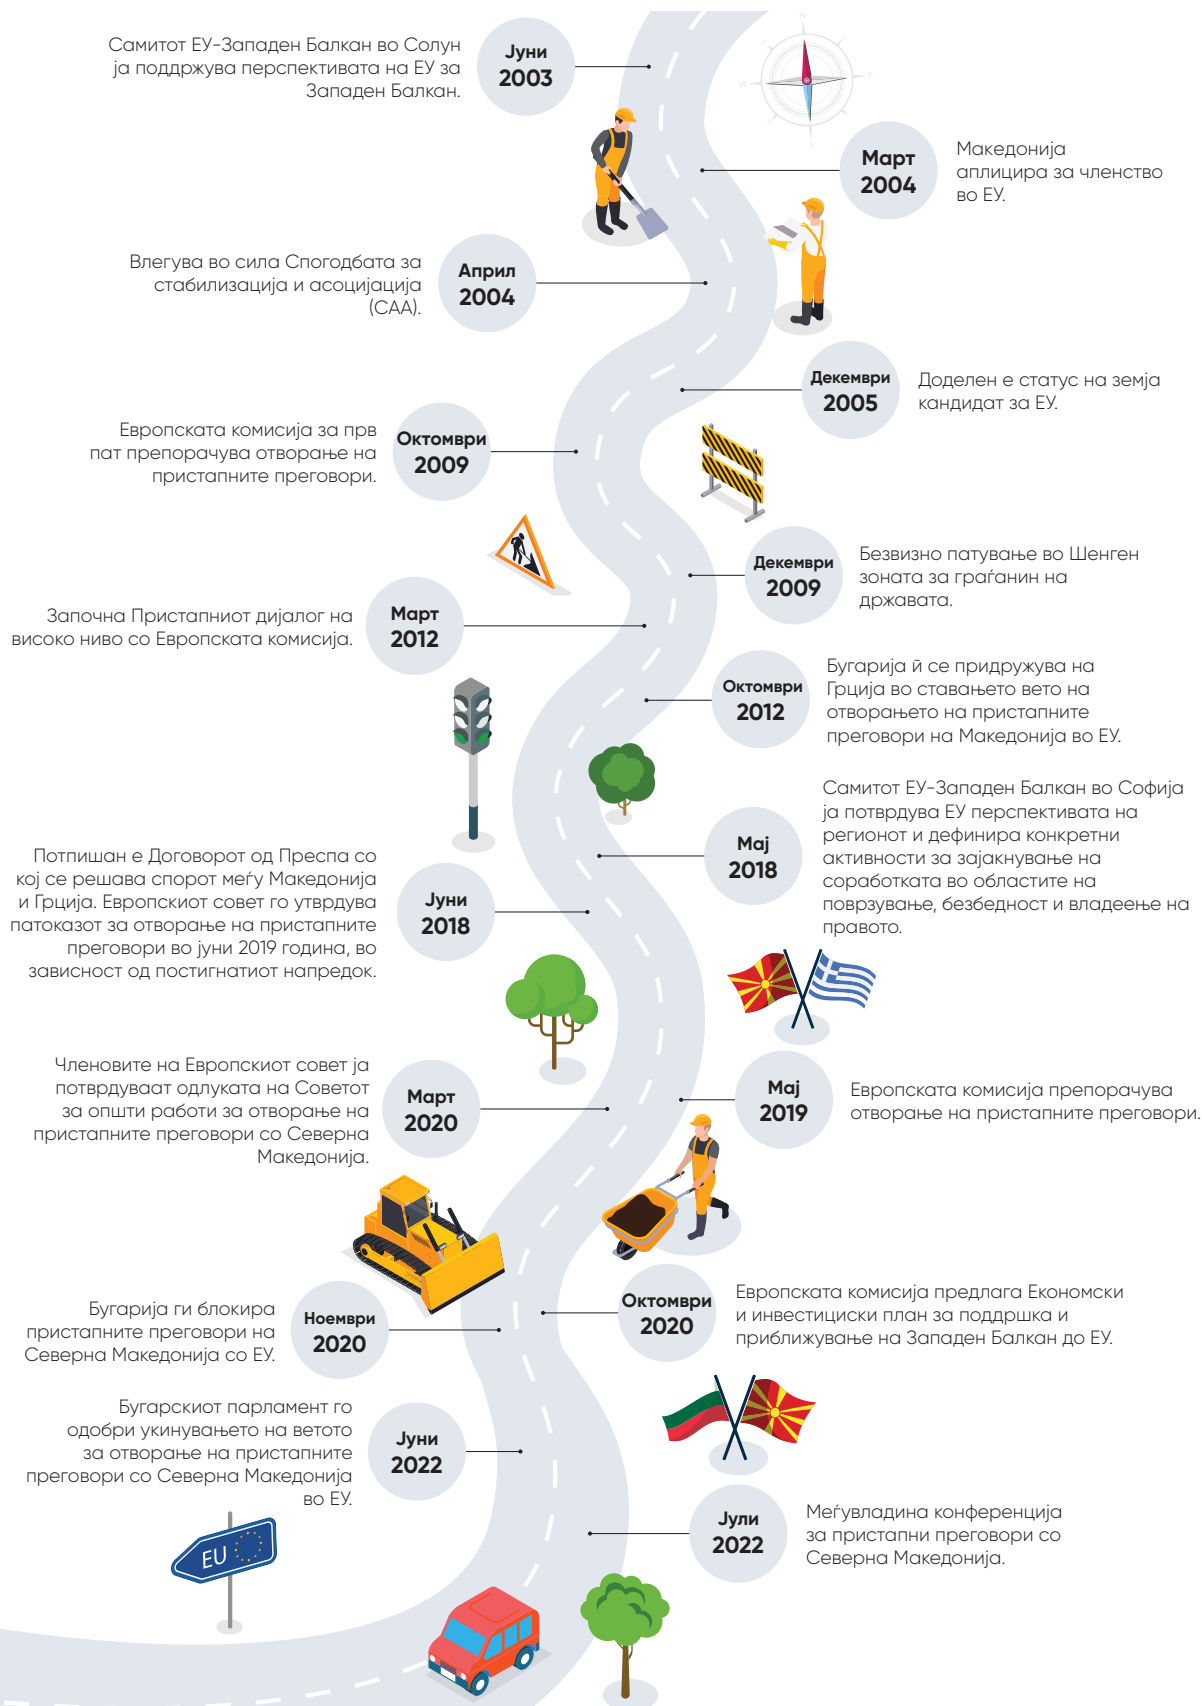 Самитот ЕУ-Западен Балкан во Солун
ја поддржува перспективата на ЕУ за
Западен Балкан.
Јуни
2003
N
E
S
W
Март
2004
Македонија
аплицира за членство
во ЕУ.
Влегува во сила Спогодбата за
стабилизација и асоцијација
(САА).
Април
2004
Декември
2005
Доделен е статус на земја
кандидат за ЕУ.
Европската комисија за прв
пат препорачува отворање на
пристапните преговори.
Октомври
2009
Декември
2009
Безвизно патување во Шенген
зоната за граѓанин на
државата.
Започна Пристапниот дијалог на
високо ниво со Европската комисија.
Март
2012
Октомври
2012
Бугарија ѝ се придружува на
Грција во ставањето вето на
отворањето на пристапните
преговори на Македонија во ЕУ.
Мај
2018
Самитот ЕУ-Западен Балкан во Софија
ја потврдува ЕУ перспективата на
регионот и дефинира конкретни
активности за зајакнување на
соработката во областите на
поврзување, безбедност и владеење на
правото.
Потпишан е Договорот од Преспа со
кој се решава спорот меѓу Македонија
и Грција. Европскиот совет го утврдува
патоказот за отворање на пристапните
преговори во јуни 2019 година, во
зависност од постигнатиот напредок.
Јуни
2018
Мај
2019
Европската комисија препорачува
отворање на пристапните преговори.
Членовите на Европскиот совет ја
потврдуваат одлуката на Советот
за општи работи за отворање на
пристапните преговори со Северна
Македонија.
Март
2020
Октомври
2020
Европската комисија предлага Економски
и инвестициски план за поддршка и
приближување на Западен Балкан до ЕУ.
Бугарија ги блокира
пристапните преговори на
Северна Македонија со ЕУ.
Ноември
2020
Бугарскиот парламент го
одобри укинувањето на ветото
за отворање на пристапните
преговори со Северна Македонија
во ЕУ.
Јуни
2022
Јули
2022
Меѓувладина конференција
за пристапни преговори со
Северна Македонија.
EU